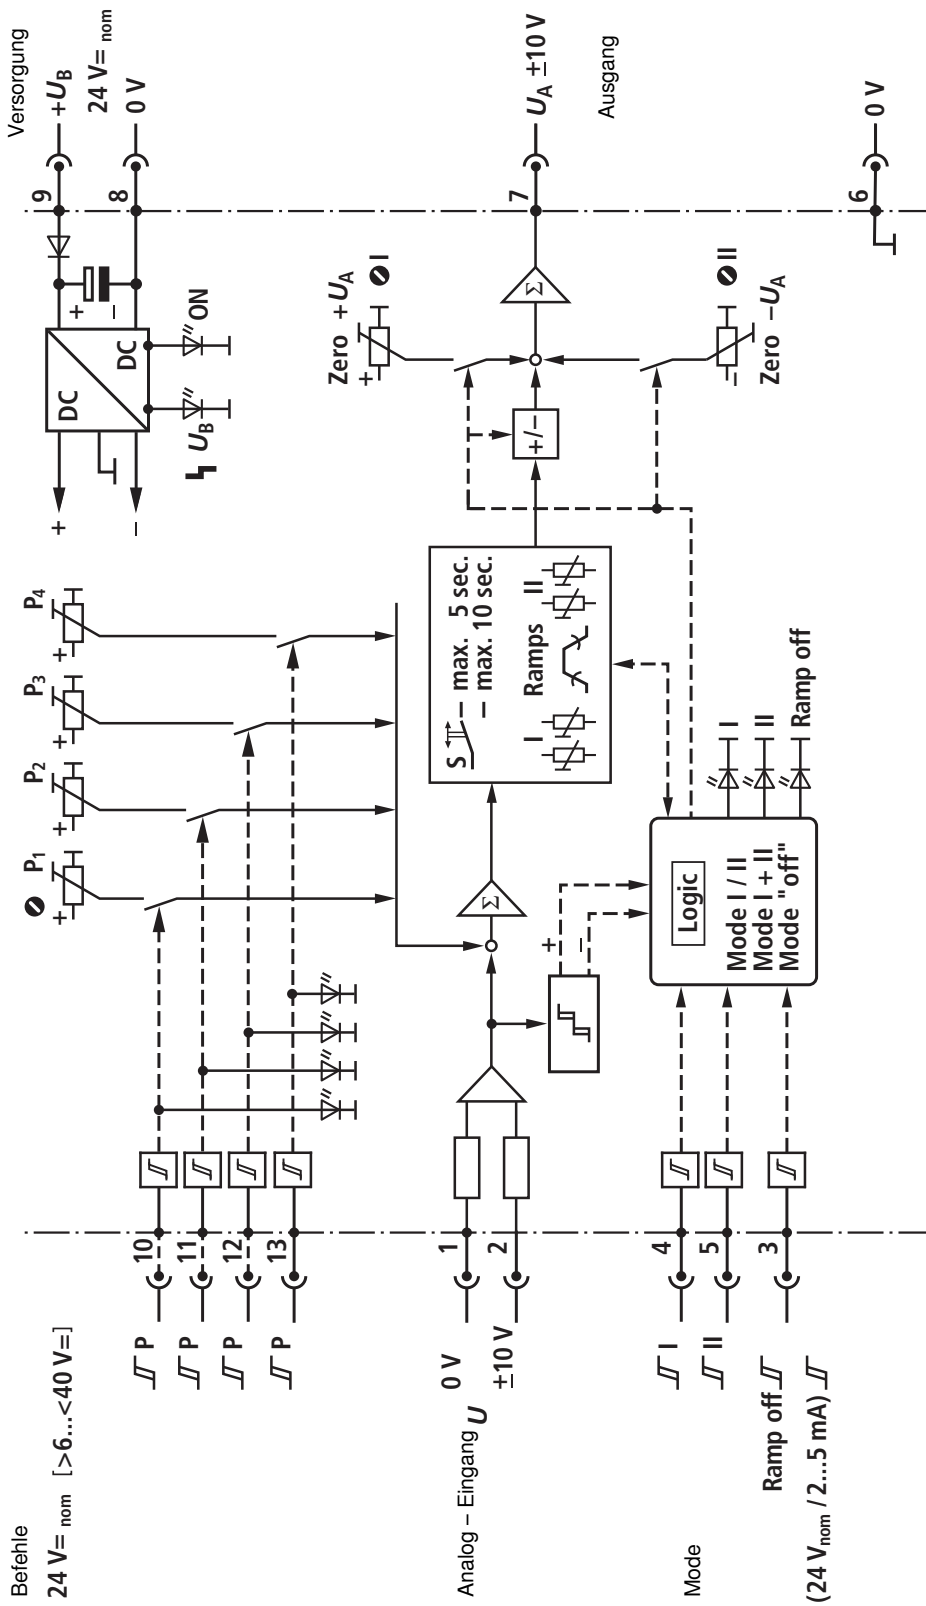 Befehle
24 V= nom [>6...<40 V=]
P
P
P
P
10
11
12
13
P1
P2
P3
P4
+
+
+
+
Versorgung
+UB
24 V= nom
0 V
9
8
+
–
DC
DC
ON
UB
+
–
Analog – Eingang U
0 V
±10 V
1
2
Σ
S
– max. 5 sec.
– max. 10 sec.
I Ramps II
+/–
Zero +UA
+
I
Σ
7
UA ±10 V
Ausgang
–
Zero –UA
II
6
0 V
+
–
Mode
I
II
Ramp off
(24 Vnom / 2...5 mA)
4
5
3
Logic
Mode I / II
Mode I + II
Mode "off"
I
II
Ramp off